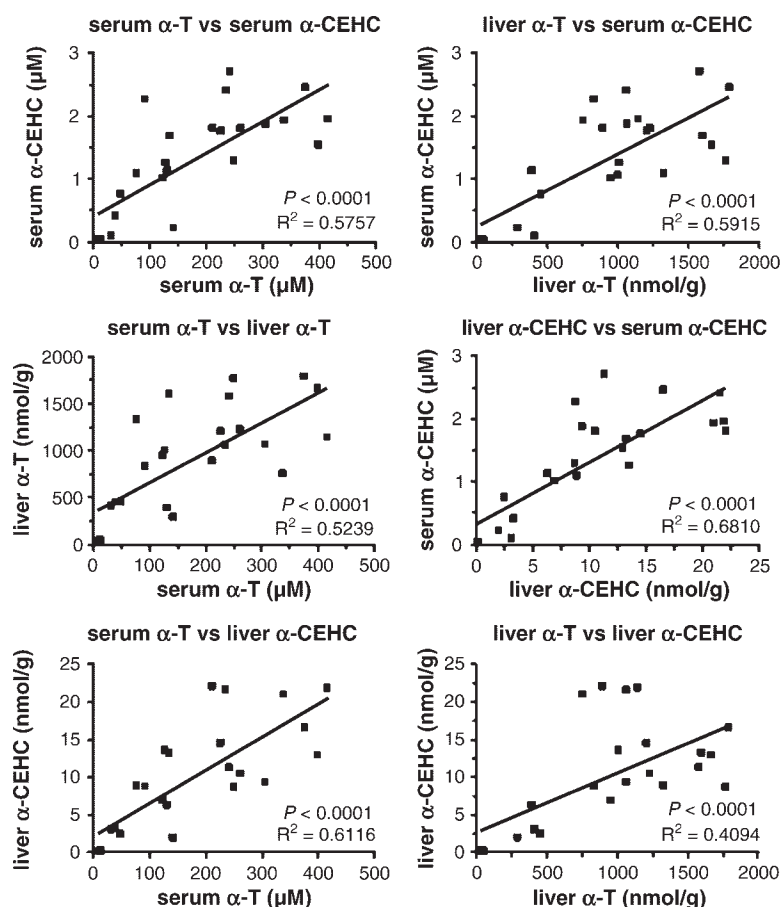 serum α-T vs serum α-CEHC
3
2
1
0
serum α-CEHC (µM)
P < 0.0001
R² = 0.5757
0 100 200 300 400 500
serum α-T (µM)
liver α-T vs serum α-CEHC
3
2
1
0
serum α-CEHC (µM)
P < 0.0001
R² = 0.5915
0 500 1000 1500 2000
liver α-T (nmol/g)
serum α-T vs liver α-T
2000
1500
1000
500
0
liver α-T (nmol/g)
P < 0.0001
R² = 0.5239
0 100 200 300 400 500
serum α-T (µM)
liver α-CEHC vs serum α-CEHC
3
2
1
0
serum α-CEHC (µM)
P < 0.0001
R² = 0.6810
0 5 10 15 20 25
liver α-CEHC (nmol/g)
serum α-T vs liver α-CEHC
25
20
15
10
5
0
liver α-CEHC (nmol/g)
P < 0.0001
R² = 0.6116
0 100 200 300 400 500
serum α-T (µM)
liver α-T vs liver α-CEHC
25
20
15
10
5
0
liver α-CEHC (nmol/g)
P < 0.0001
R² = 0.4094
0 500 1000 1500 2000
liver α-T (nmol/g)